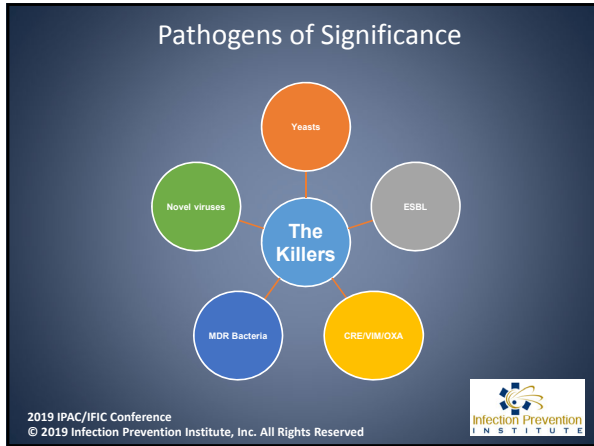 Pathogens of Significance
Yeasts
Novel viruses
ESBL
The
Killers
MDR Bacteria
CRE/VIM/OXA
2019 IPAC/IFIC Conference
© 2019 Infection Prevention Institute, Inc. All Rights Reserved
Infection Prevention
INSTITUTE